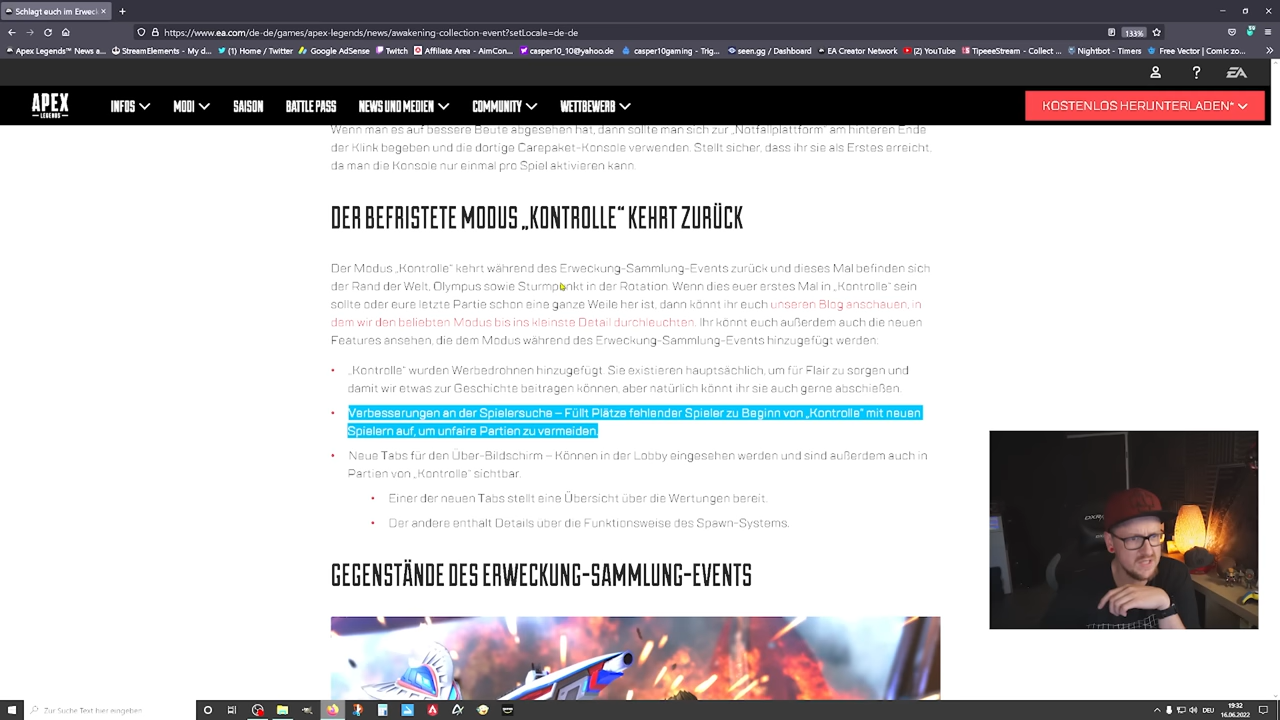 Schlagt euch im Erweck
https://www.ea.com/de-de/games/apex-legends/news/awakening-collection-event?setLocale=de-de
133%
Apex Legends™ News a...
StreamElements - My st...
(1) Home / Twitter
Google AdSense
Twitch
Affiliate Area - AimCon...
casper10_10@yahoo.de
casper10gaming - Trig...
seen.gg / Dashboard
EA Creator Network
(2) YouTube
TipeeeStream - Collect ...
Nightbot - Timers
Free Vector | Comic zo...
EA
APEX
LEGENDS
INFOS
MODI
SAISON
BATTLE PASS
NEWS UND MEDIEN
COMMUNITY
WETTBEWERB
KOSTENLOS HERUNTERLADEN*
Wenn man es auf bessere Beute abgesehen hat, dann sollte man sich zur „Notfallplattform“ am hinteren Ende
der Klink begeben und die dortige Carepaket-Konsole verwenden. Stellt sicher, dass ihr sie als Erstes erreicht,
da man die Konsole nur einmal pro Spiel aktivieren kann.
DER BEFRISTETE MODUS „KONTROLLE“ KEHRT ZURÜCK
Der Modus „Kontrolle“ kehrt während des Erweckung-Sammlung-Events zurück und dieses Mal befinden sich
der Rand der Welt, Olympus sowie Sturmpunkt in der Rotation. Wenn dies euer erstes Mal in „Kontrolle“ sein
sollte oder eure letzte Partie schon eine ganze Weile her ist, dann könnt ihr euch unseren Blog anschauen, in
dem wir den beliebten Modus bis ins kleinste Detail durchleuchten. Ihr könnt euch außerdem auch die neuen
Features ansehen, die dem Modus während des Erweckung-Sammlung-Events hinzugefügt werden:
• „Kontrolle“ wurden Werbedrohnen hinzugefügt. Sie existieren hauptsächlich, um für Flair zu sorgen und
damit wir etwas zur Geschichte beitragen können, aber natürlich könnt ihr sie auch gerne abschießen.
• Verbesserungen an der Spielersuche – Füllt Plätze fehlender Spieler zu Beginn von „Kontrolle“ mit neuen
Spielern auf, um unfaire Partien zu vermeiden.
• Neue Tabs für den Über-Bildschirm – Können in der Lobby eingesehen werden und sind außerdem auch in
Partien von „Kontrolle“ sichtbar.
• Einer der neuen Tabs stellt eine Übersicht über die Wertungen bereit.
• Der andere enthält Details über die Funktionsweise des Spawn-Systems.
GEGENSTÄNDE DES ERWECKUNG-SAMMLUNG-EVENTS
Zur Suche Text hier eingeben
DEU
19:32
16.06.2022